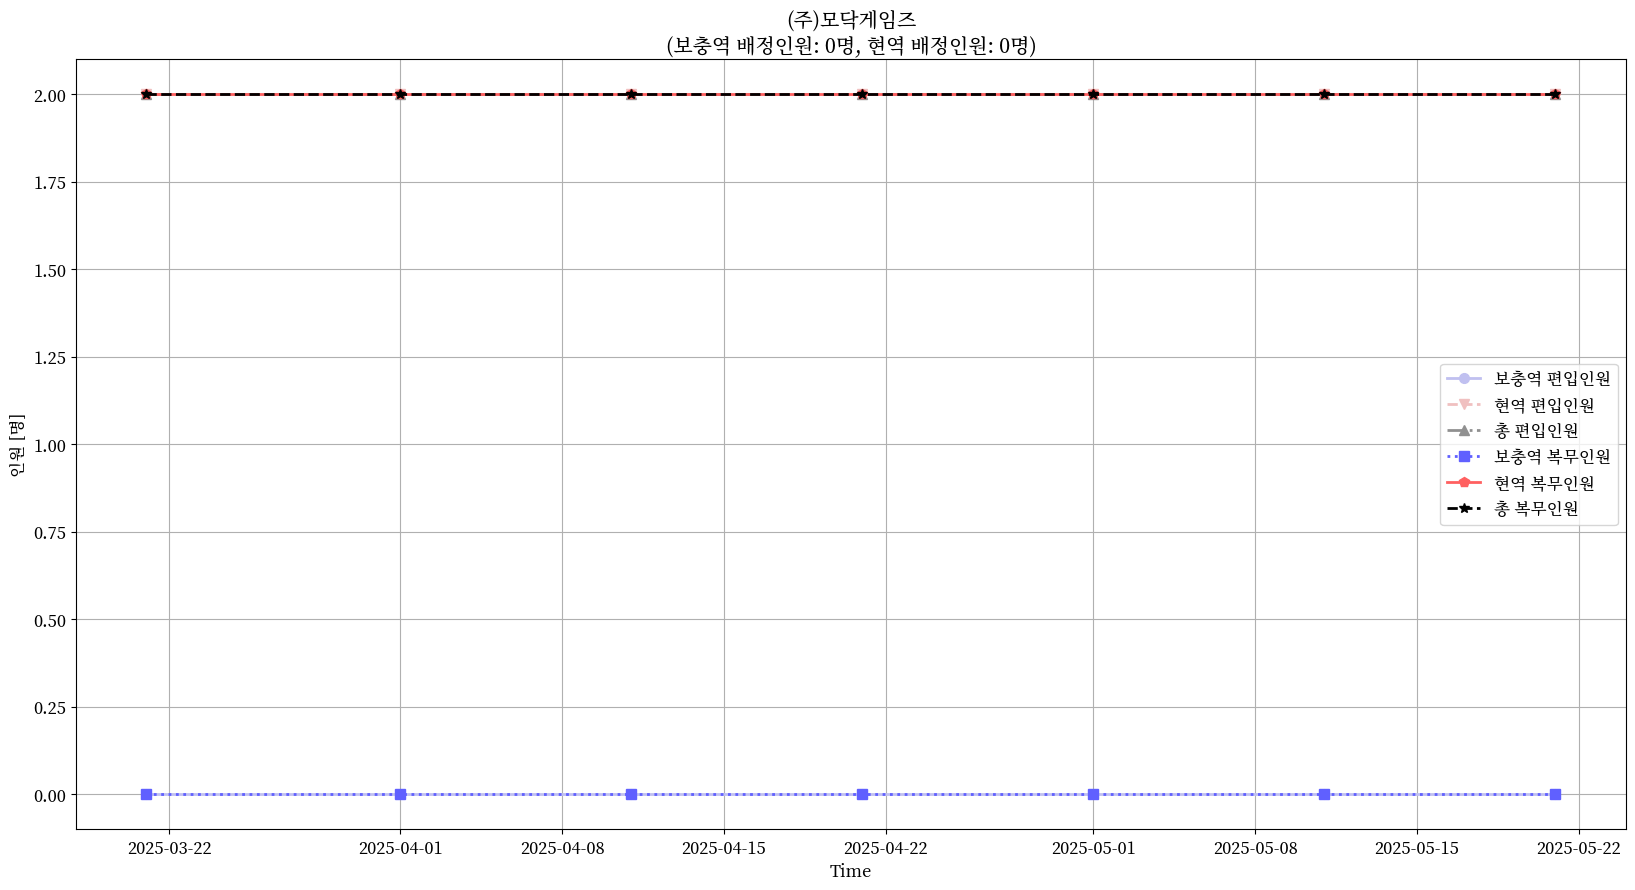 (주)모닥게임즈
(보충역 배정인원: 0명, 현역 배정인원: 0명)
인원 [명]
2.00
1.75
1.50
1.25
1.00
0.75
0.50
0.25
0.00
보충역 편입인원
현역 편입인원
총 편입인원
보충역 복무인원
현역 복무인원
총 복무인원
2025-03-22
2025-04-01
2025-04-08
2025-04-15
2025-04-22
2025-05-01
2025-05-08
2025-05-15
2025-05-22
Time